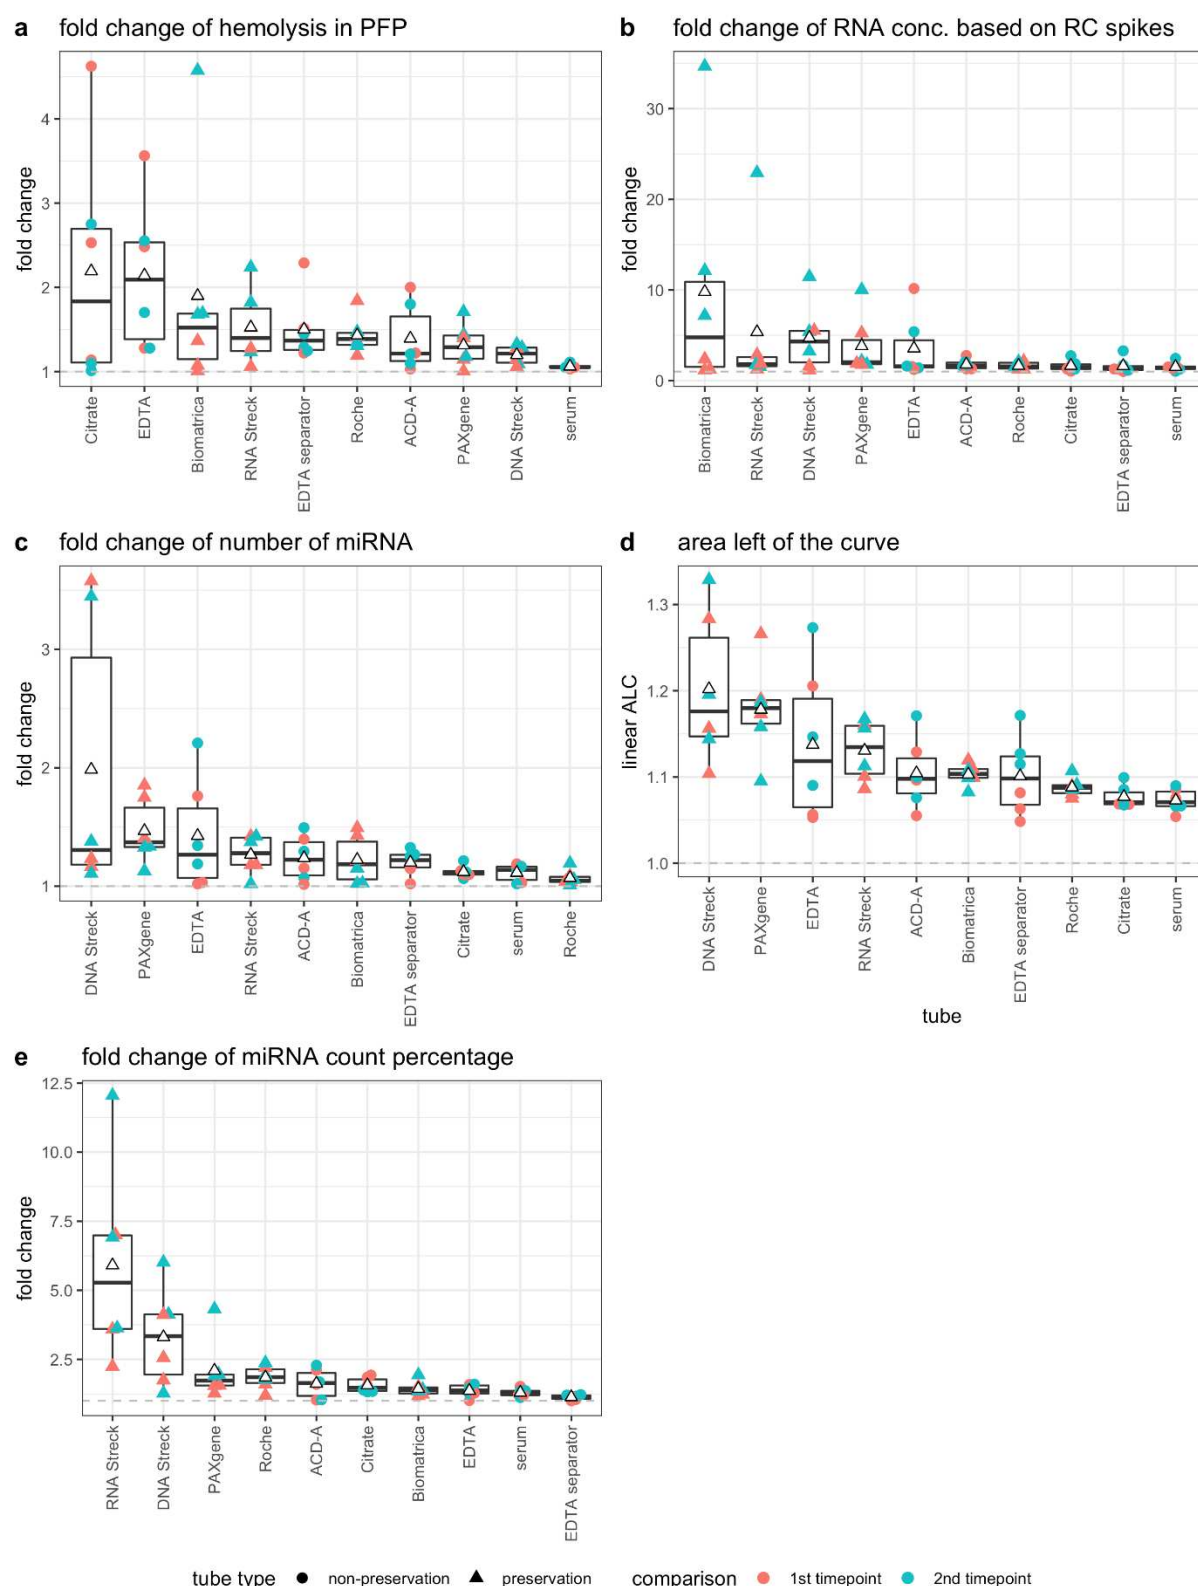 a fold change of hemolysis in PFP
fold change
4
3
2
1
Citrate
EDTA
Biomatrica
RNA Streck
EDTA separator
Roche
ACD-A
PAXgene
DNA Streck
serum
b fold change of RNA conc. based on RC spikes
fold change
30
20
10
0
Biomatrica
RNA Streck
DNA Streck
PAXgene
EDTA
ACD-A
Roche
Citrate
EDTA separator
serum
c fold change of number of miRNA
fold change
3
2
1
DNA Streck
PAXgene
EDTA
RNA Streck
ACD-A
Biomatrica
EDTA separator
Citrate
serum
Roche
d area left of the curve
linear ALC
1.3
1.2
1.1
1.0
DNA Streck
PAXgene
EDTA
RNA Streck
ACD-A
Biomatrica
EDTA separator
Roche
Citrate
serum
tube
e fold change of miRNA count percentage
fold change
12.5
10.0
7.5
5.0
2.5
RNA Streck
DNA Streck
PAXgene
Roche
ACD-A
Citrate
Biomatrica
EDTA
serum
EDTA separator
tube type non-preservation preservation comparison 1st timepoint 2nd timepoint